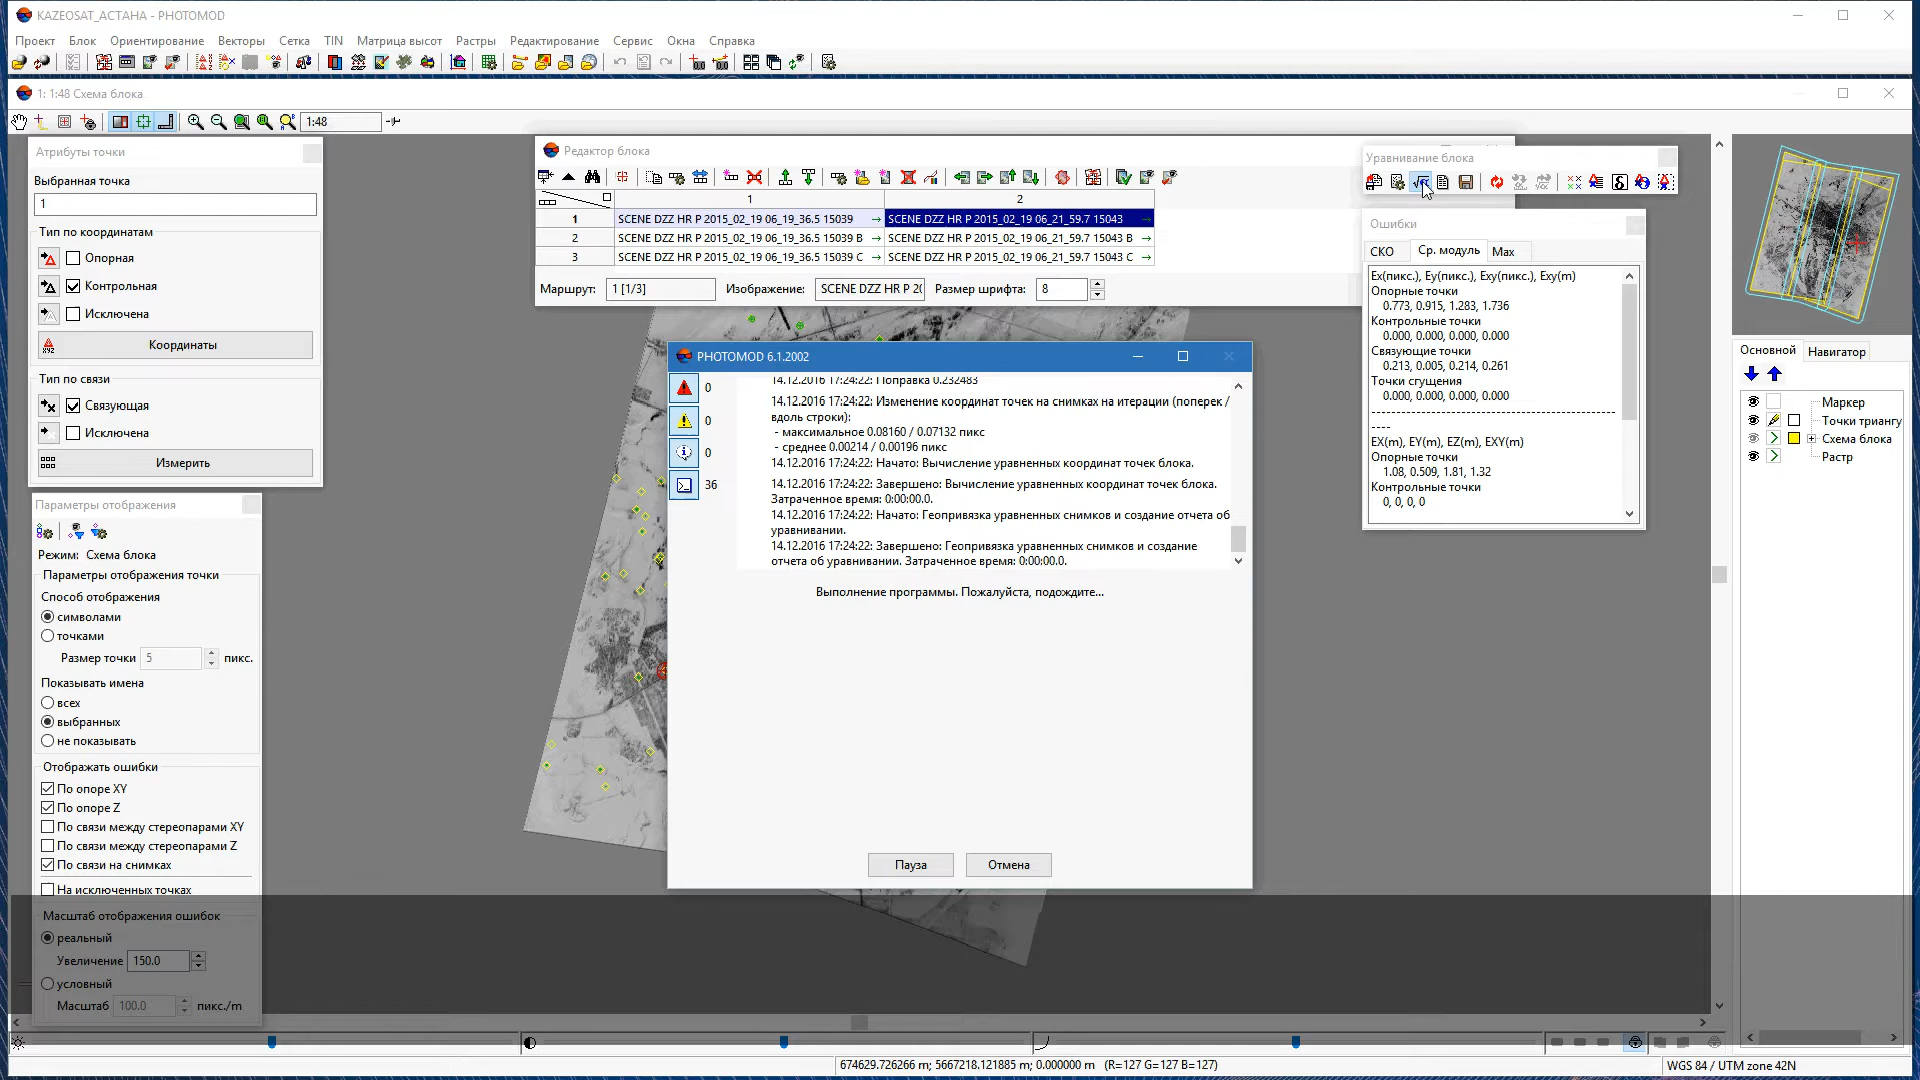 KAZEOSAT_ACTAHA - PHOTOMOD
Проект Блок Ориентирование Векторы Сетка TIN Матрица высот Растры Редактирование Сервис Окна Справка
1: 1:48 Схема блока
1:48
Атрибуты точки
Выбранная точка
1
Тип по координатам
Опорная
Контрольная
Исключена
Координаты
Тип по связи
Связующая
Исключена
Измерить
Параметры отображения
Режим: Схема блока
Параметры отображения точки
Способ отображения
символами
точками
Размер точки 5 пикс.
Показывать имена
всех
выбранных
не показывать
Отображать ошибки
По опоре XY
По опоре Z
По связи между стереопарами XY
По связи между стереопарами Z
По связи на снимках
На исключенных точках
Масштаб отображения ошибок
реальный
Увеличение 150.0
условный
Масштаб 100.0 пикс./m
Редактор блока
1 2
1 SCENE DZZ HR P 2015_02_19 06_19_36.5 15039 → SCENE DZZ HR P 2015_02_19 06_21_59.7 15043 →
2 SCENE DZZ HR P 2015_02_19 06_19_36.5 15039 B → SCENE DZZ HR P 2015_02_19 06_21_59.7 15043 B →
3 SCENE DZZ HR P 2015_02_19 06_19_36.5 15039 C → SCENE DZZ HR P 2015_02_19 06_21_59.7 15043 C →
Маршрут: 1 [1/3] Изображение: SCENE DZZ HR P 20 Размер шрифта: 8
PHOTOMOD 6.1.2002
0
0
0
36
14.12.2016 17:24:22: Поправка 0.232483
14.12.2016 17:24:22: Изменение координат точек на снимках на итерации (поперек /
вдоль строки):
- максимальное 0.08160 / 0.07132 пикс
- среднее 0.00214 / 0.00196 пикс
14.12.2016 17:24:22: Начато: Вычисление уравненных координат точек блока.
14.12.2016 17:24:22: Завершено: Вычисление уравненных координат точек блока.
Затраченное время: 0:00:00.0.
14.12.2016 17:24:22: Начато: Геопривязка уравненных снимков и создание отчета об
уравнивании.
14.12.2016 17:24:22: Завершено: Геопривязка уравненных снимков и создание
отчета об уравнивании. Затраченное время: 0:00:00.0.
Выполнение программы. Пожалуйста, подождите...
Пауза Отмена
Уравнивание блока
Ошибки
СКО Ср. модуль Max
Ex(пикс.), Ey(пикс.), Exy(пикс.), Exy(m)
Опорные точки
0.773, 0.915, 1.283, 1.736
Контрольные точки
0.000, 0.000, 0.000, 0.000
Связующие точки
0.213, 0.005, 0.214, 0.261
Точки сгущения
0.000, 0.000, 0.000, 0.000
EX(m), EY(m), EZ(m), EXY(m)
Опорные точки
1.08, 0.509, 1.81, 1.32
Контрольные точки
0, 0, 0, 0
Основной Навигатор
Маркер
Точки триангу
Схема блока
Растр
674629.726266 m; 5667218.121885 m; 0.000000 m (R=127 G=127 B=127)
WGS 84 / UTM zone 42N